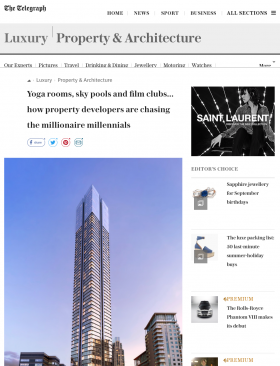 The Telegraph
HOME NEWS SPORT BUSINESS ALL SECTIONS
Luxury Property & Architecture
Our Experts Pictures Travel Drinking & Dining Jewellery Motoring Watches More
Luxury Property & Architecture
Yoga rooms, sky pools and film clubs...
how property developers are chasing
the millionaire millennials
SAINT LAURENT
EDITOR'S CHOICE
Sapphire jewellery
for September
birthdays
The luxe packing list:
50 last-minute
summer-holiday
buys
PREMIUM
The Rolls-Royce
Phantom VIII makes
its debut
PREMIUM